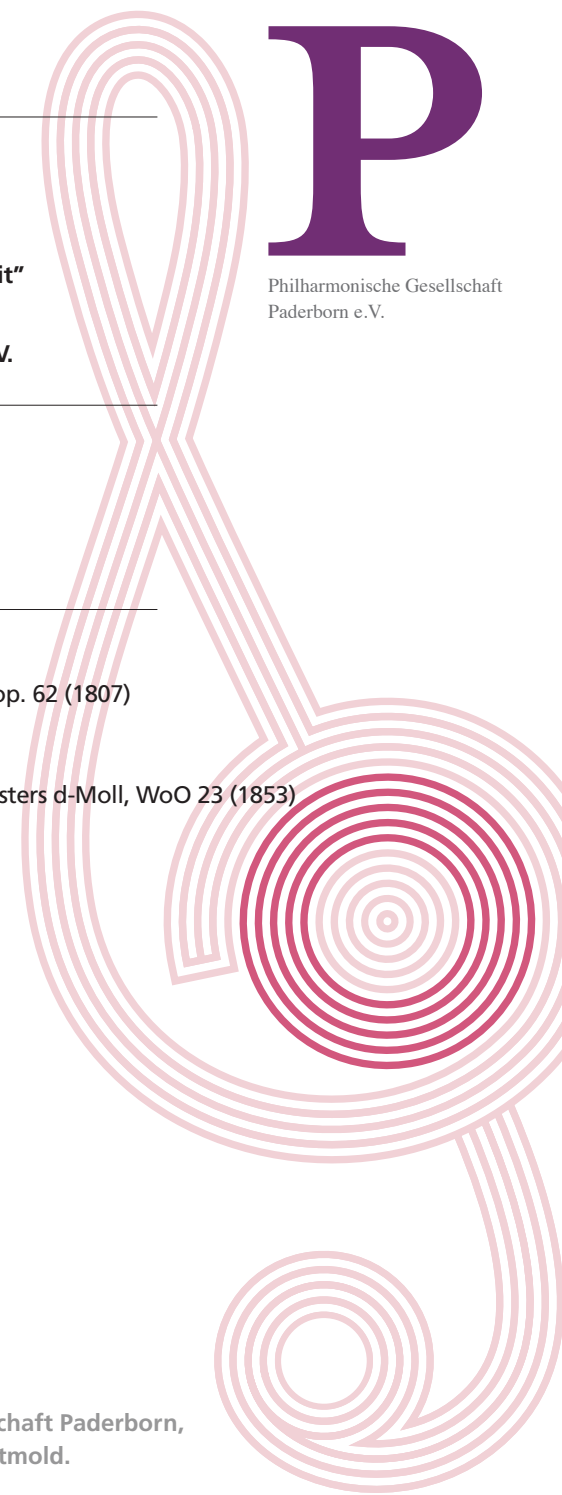 P
Philharmonische Gesellschaft
Paderborn e.V.
it”
V.
op. 62 (1807)
sters d-Moll, WoO 23 (1853)
chaft Paderborn,
tmold.